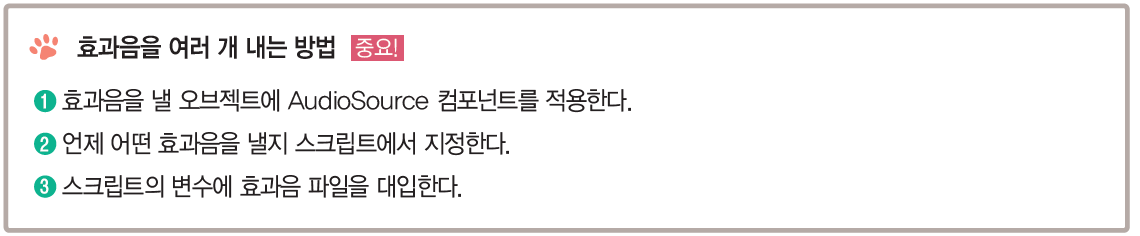 효과음을 여러 개 내는 방법 중요!
❶ 효과음을 낼 오브젝트에 AudioSource 컴포넌트를 적용한다.
❷ 언제 어떤 효과음을 낼지 스크립트에서 지정한다.
❸ 스크립트의 변수에 효과음 파일을 대입한다.